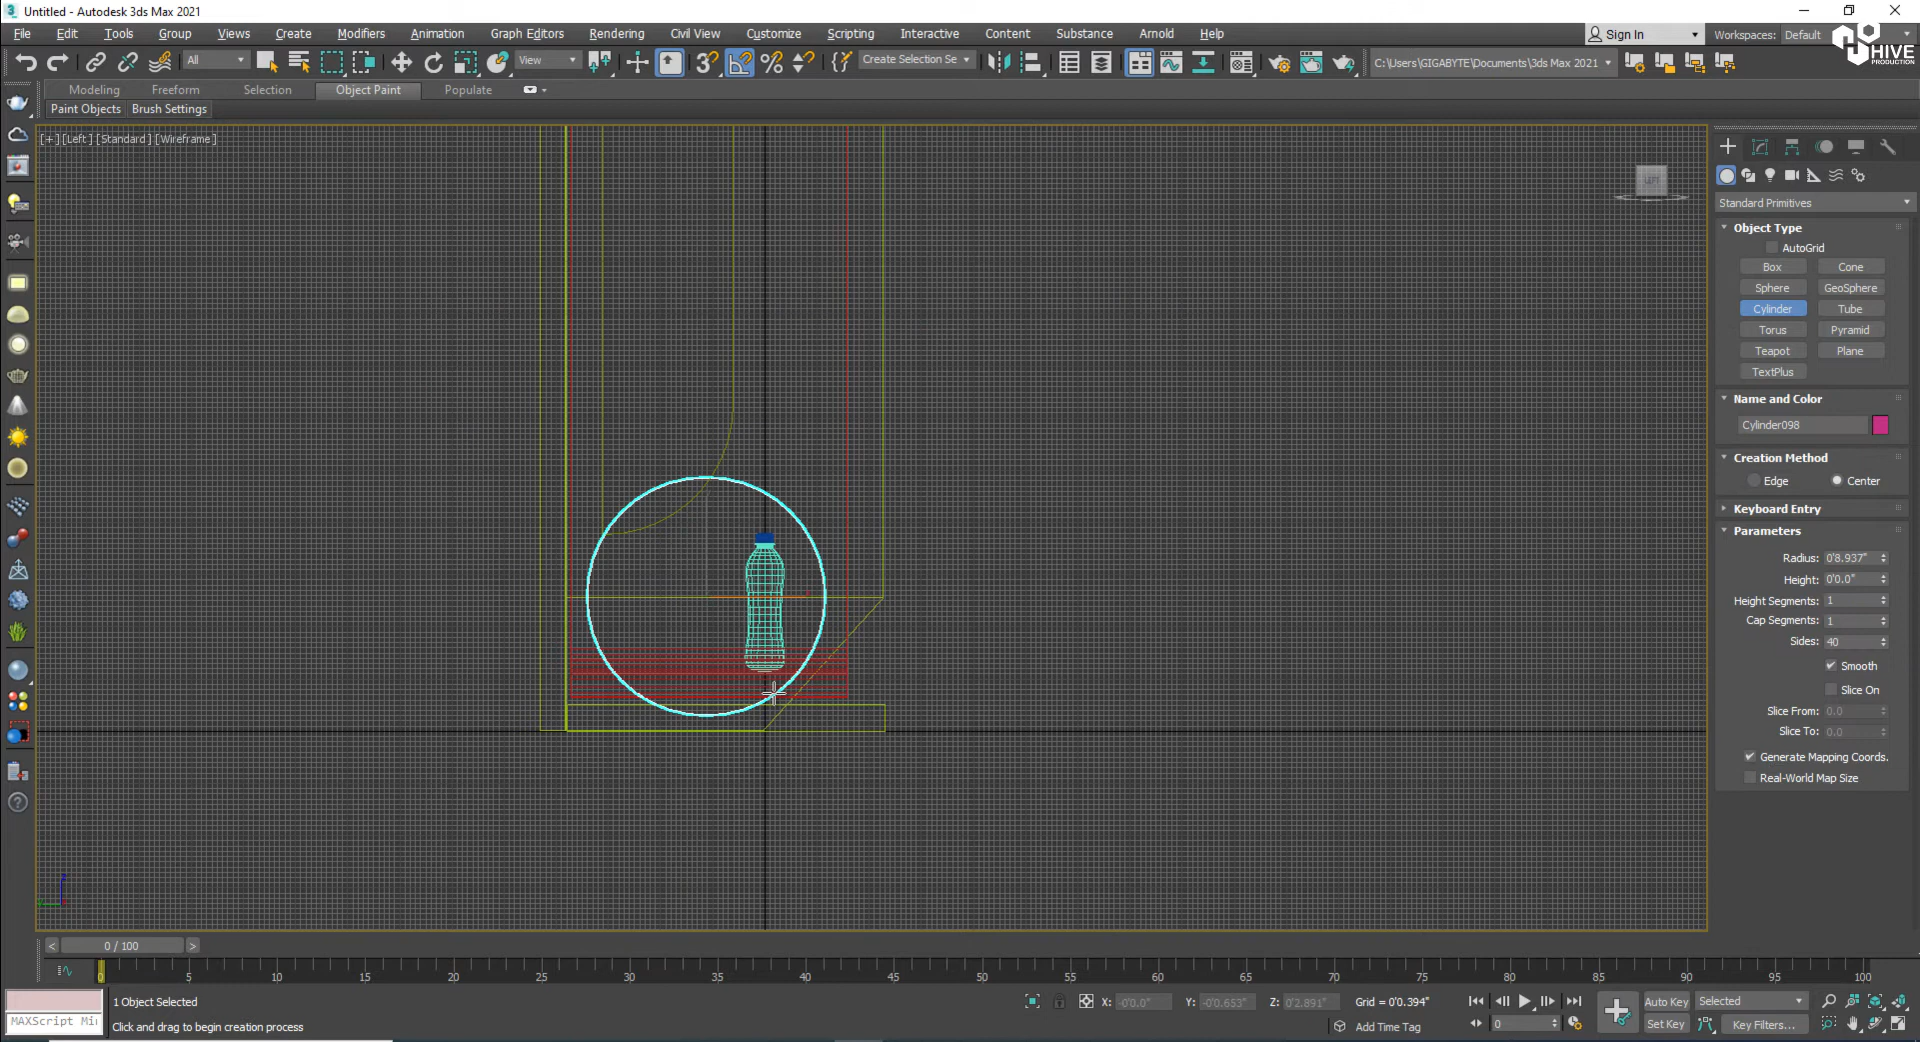 Untitled - Autodesk 3ds Max 2021
File Edit Tools Group Views Create Modifiers Animation Graph Editors Rendering Civil View Customize Scripting Interactive Content Substance Arnold Help
Sign In
Workspaces: Default
HIVE
PRODUCTION
All
View
Create Selection Se
C:\Users\GIGABYTE\Documents\3ds Max 2021
Modeling Freeform Selection Object Paint Populate
Paint Objects Brush Settings
[+] [Left] [Standard] [Wireframe]
LEFT
Standard Primitives
Object Type
AutoGrid
Box Cone
Sphere GeoSphere
Cylinder Tube
Torus Pyramid
Teapot Plane
TextPlus
Name and Color
Cylinder098
Creation Method
Edge Center
Keyboard Entry
Parameters
Radius: 0'8.937"
Height: 0'0.0"
Height Segments: 1
Cap Segments: 1
Sides: 40
Smooth
Slice On
Slice From: 0.0
Slice To: 0.0
Generate Mapping Coords.
Real-World Map Size
z
< 0 / 100 >
0 5 10 15 20 25 30 35 40 45 50 55 60 65 70 75 80 85 90 95 100
1 Object Selected
X: -0'0.0" Y: -0'0.653" Z: 0'2.891" Grid = 0'0.394"
Auto Key Selected
MAXScript Mi
Click and drag to begin creation process
Add Time Tag
0
Set Key Key Filters...